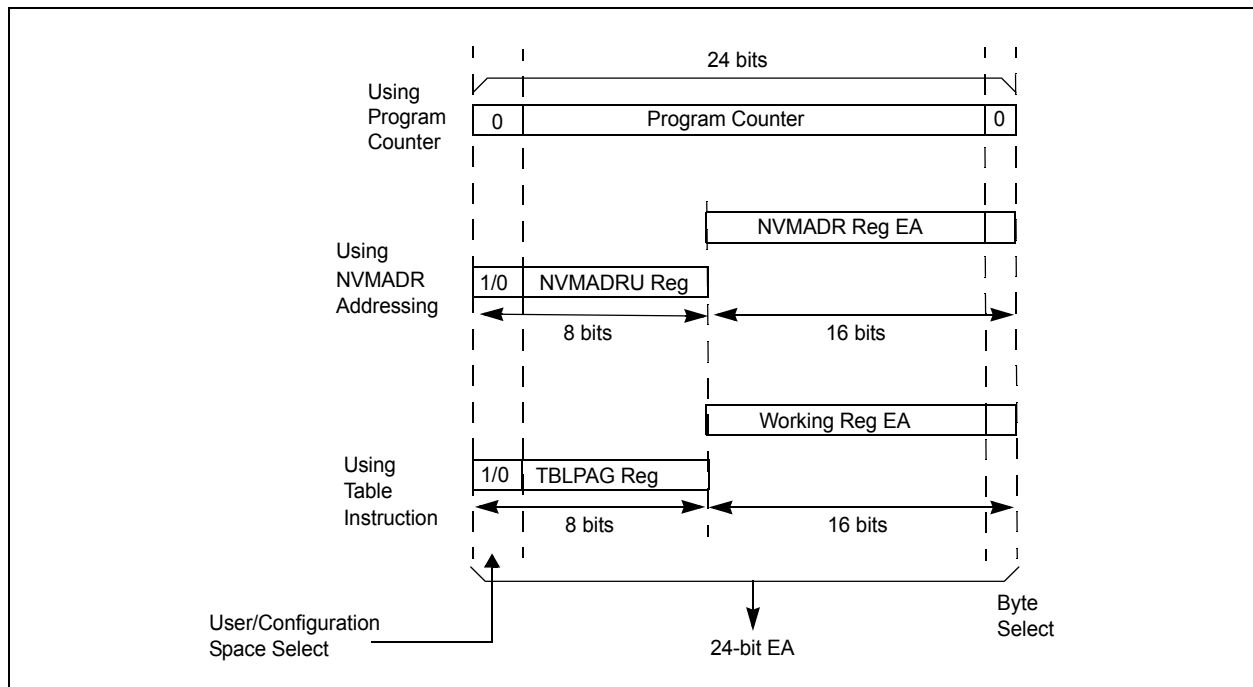 24 bits
Using
Program
Counter
0
Program Counter
0
NVMADR Reg EA
Using
NVMADR
Addressing
1/0
NVMADRU Reg
8 bits
16 bits
Working Reg EA
Using
Table
Instruction
1/0
TBLPAG Reg
8 bits
16 bits
User/Configuration
Space Select
24-bit EA
Byte
Select